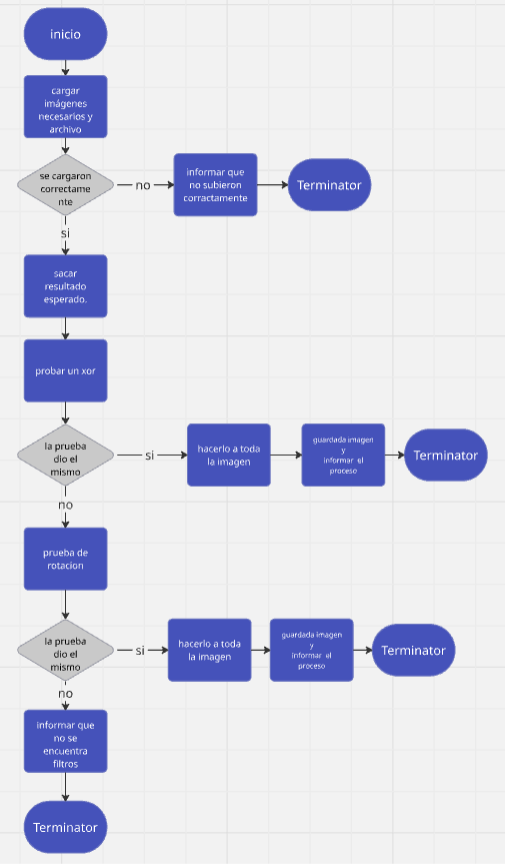 inicio
cargar
imágenes
necesarios y
archivo
se cargaron
correctame
nte
no
informar que
no subieron
corractamente
Terminator
si
sacar
resultado
esperado.
probar un xor
la prueba
dio el
mismo
si
hacerlo a toda
la imagen
guardada imagen
y
informar el
proceso
Terminator
no
prueba de
rotacion
la prueba
dio el
mismo
si
hacerlo a toda
la imagen
guardada imagen
y
informar el
proceso
Terminator
no
informar que
no se
encuentra
filtros
Terminator